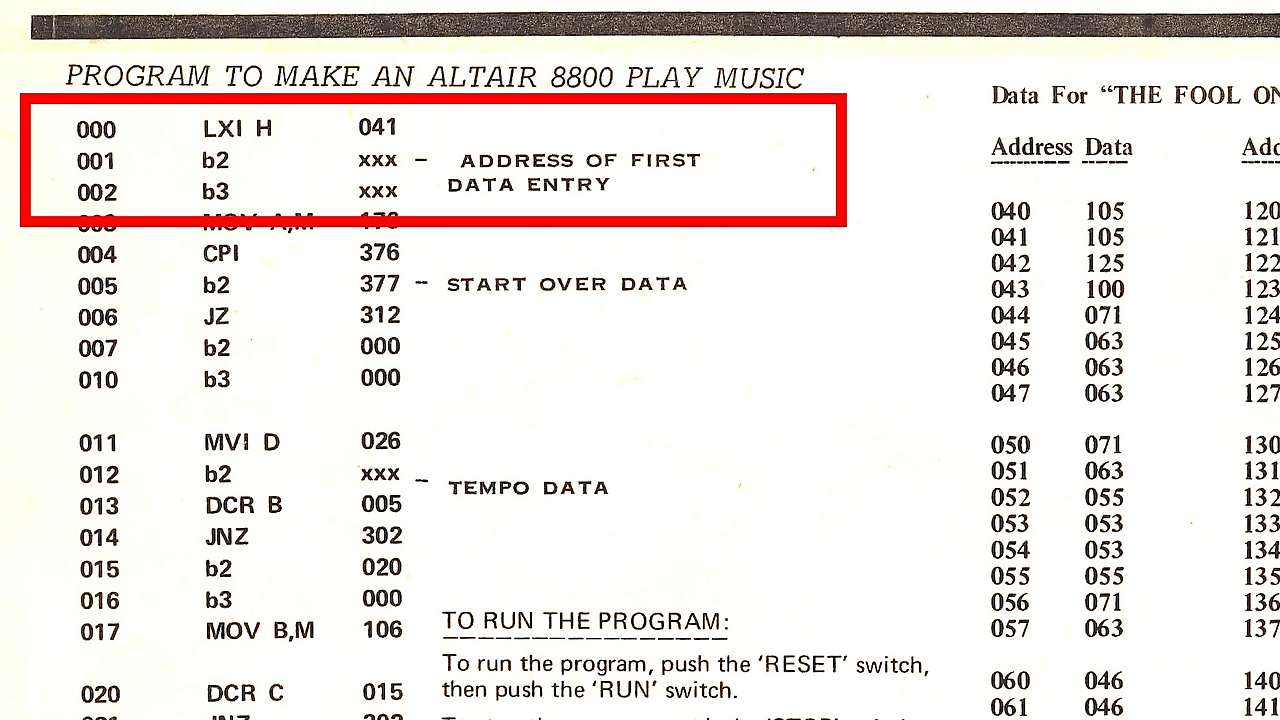 PROGRAM TO MAKE AN ALTAIR 8800 PLAY MUSIC
000 LXI H 041
001 b2 xxx – ADDRESS OF FIRST
DATA ENTRY
002 b3 xxx
003 MOV A,M 176
004 CPI 376
005 b2 377 – START OVER DATA
006 JZ 312
007 b2 000
010 b3 000
011 MVI D 026
012 b2 xxx – TEMPO DATA
013 DCR B 005
014 JNZ 302
015 b2 020
016 b3 000
017 MOV B,M 106
020 DCR C 015
TO RUN THE PROGRAM:
To run the program, push the ‘RESET’ switch,
then push the ‘RUN’ switch.
Data For “THE FOOL ON
Address Data
040 105 120
041 105 121
042 125 122
043 100 123
044 071 124
045 063 125
046 063 126
047 063 127
050 071 130
051 063 131
052 055 132
053 053 133
054 053 134
055 055 135
056 071 136
057 063 137
060 046 140
061 046 141